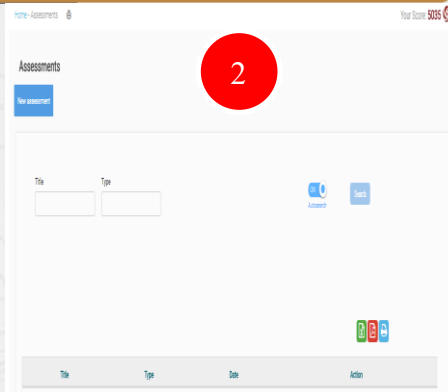 Home - Assessments
Your Score: 5035
Assessments
2
New assessment
Title Type
ON
Autosearch
Search
Title Type Date Action